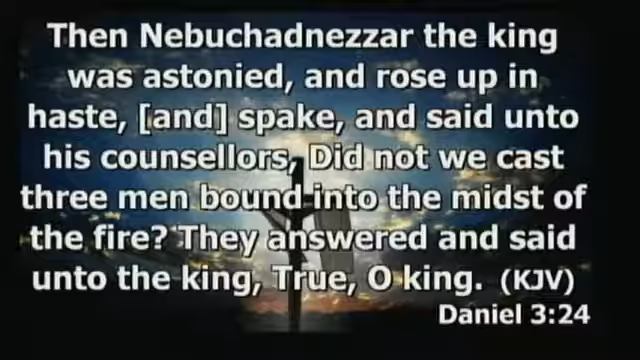 Then Nebuchadnezzar the king
was astonied, and rose up in
haste, [and] spake, and said unto
his counsellors, Did not we cast
three men bound into the midst of
the fire? They answered and said
unto the king, True, O king. (KJV)
Daniel 3:24